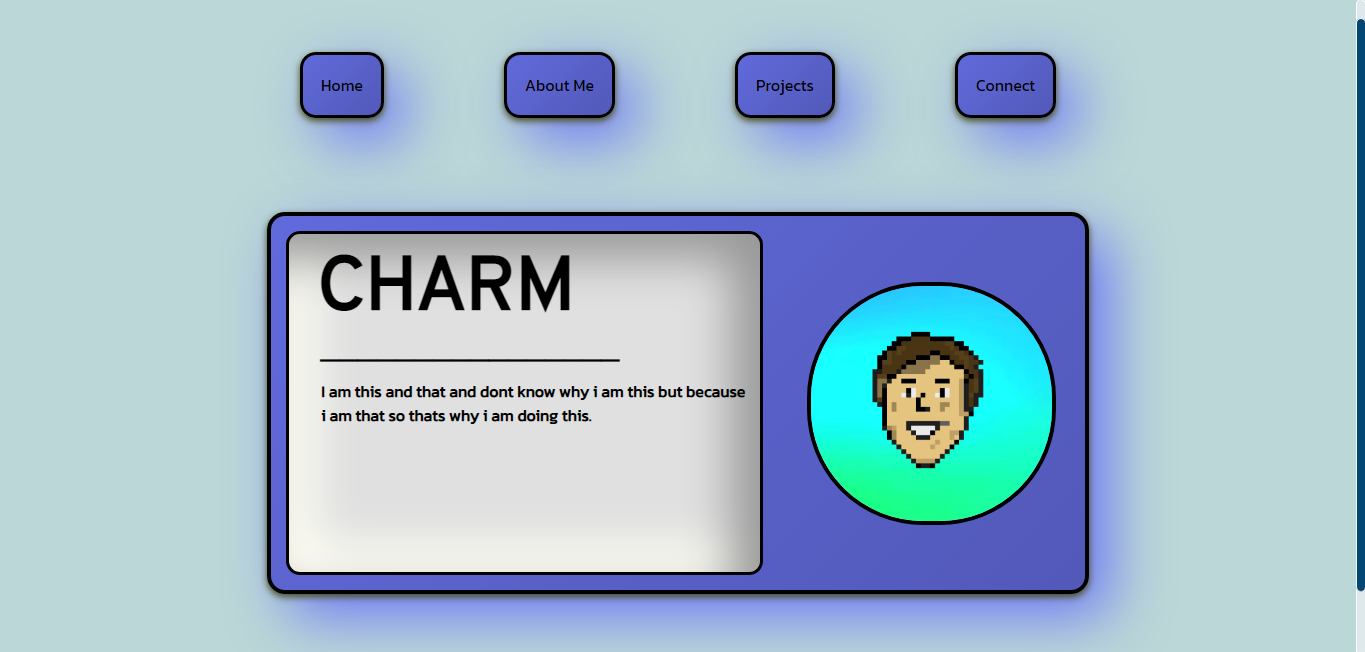 Home
About Me
Projects
Connect
CHARM
I am this and that and dont know why i am this but because
i am that so thats why i am doing this.